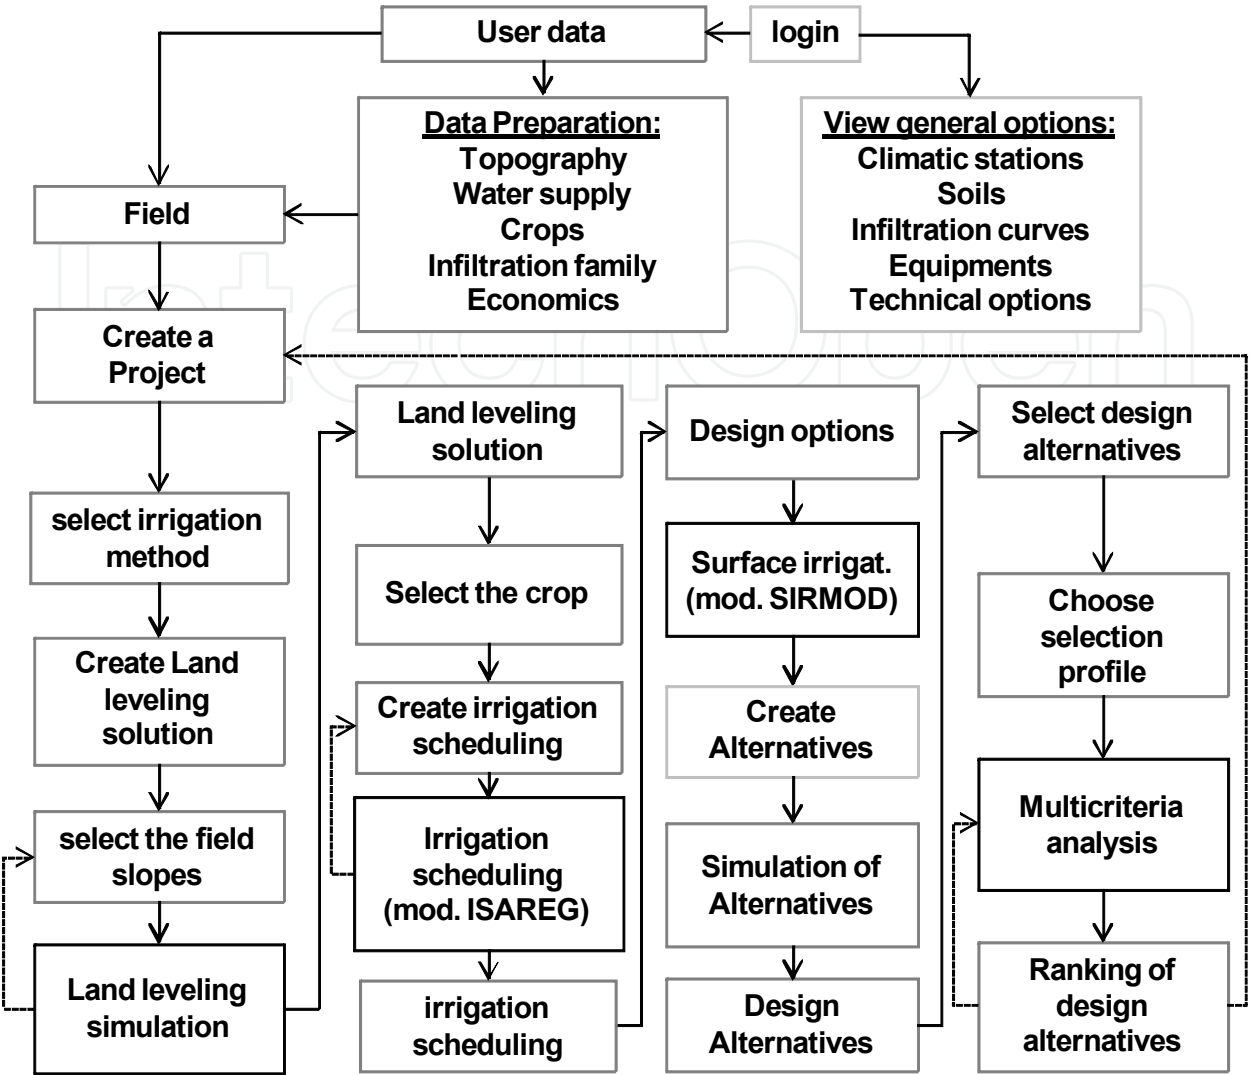 User data
login
Data Preparation:
Topography
Water supply
Crops
Infiltration family
Economics
View general options:
Climatic stations
Soils
Infiltration curves
Equipments
Technical options
Field
Create a
Project
select irrigation
method
Create Land
leveling
solution
select the field
slopes
Land leveling
simulation
Land leveling
solution
Select the crop
Create irrigation
scheduling
Irrigation
scheduling
(mod. ISAREG)
irrigation
scheduling
Design options
Surface irrigat.
(mod. SIRMOD)
Create
Alternatives
Simulation of
Alternatives
Design
Alternatives
Select design
alternatives
Choose
selection
profile
Multicriteria
analysis
Ranking of
design
alternatives
IntechOpen